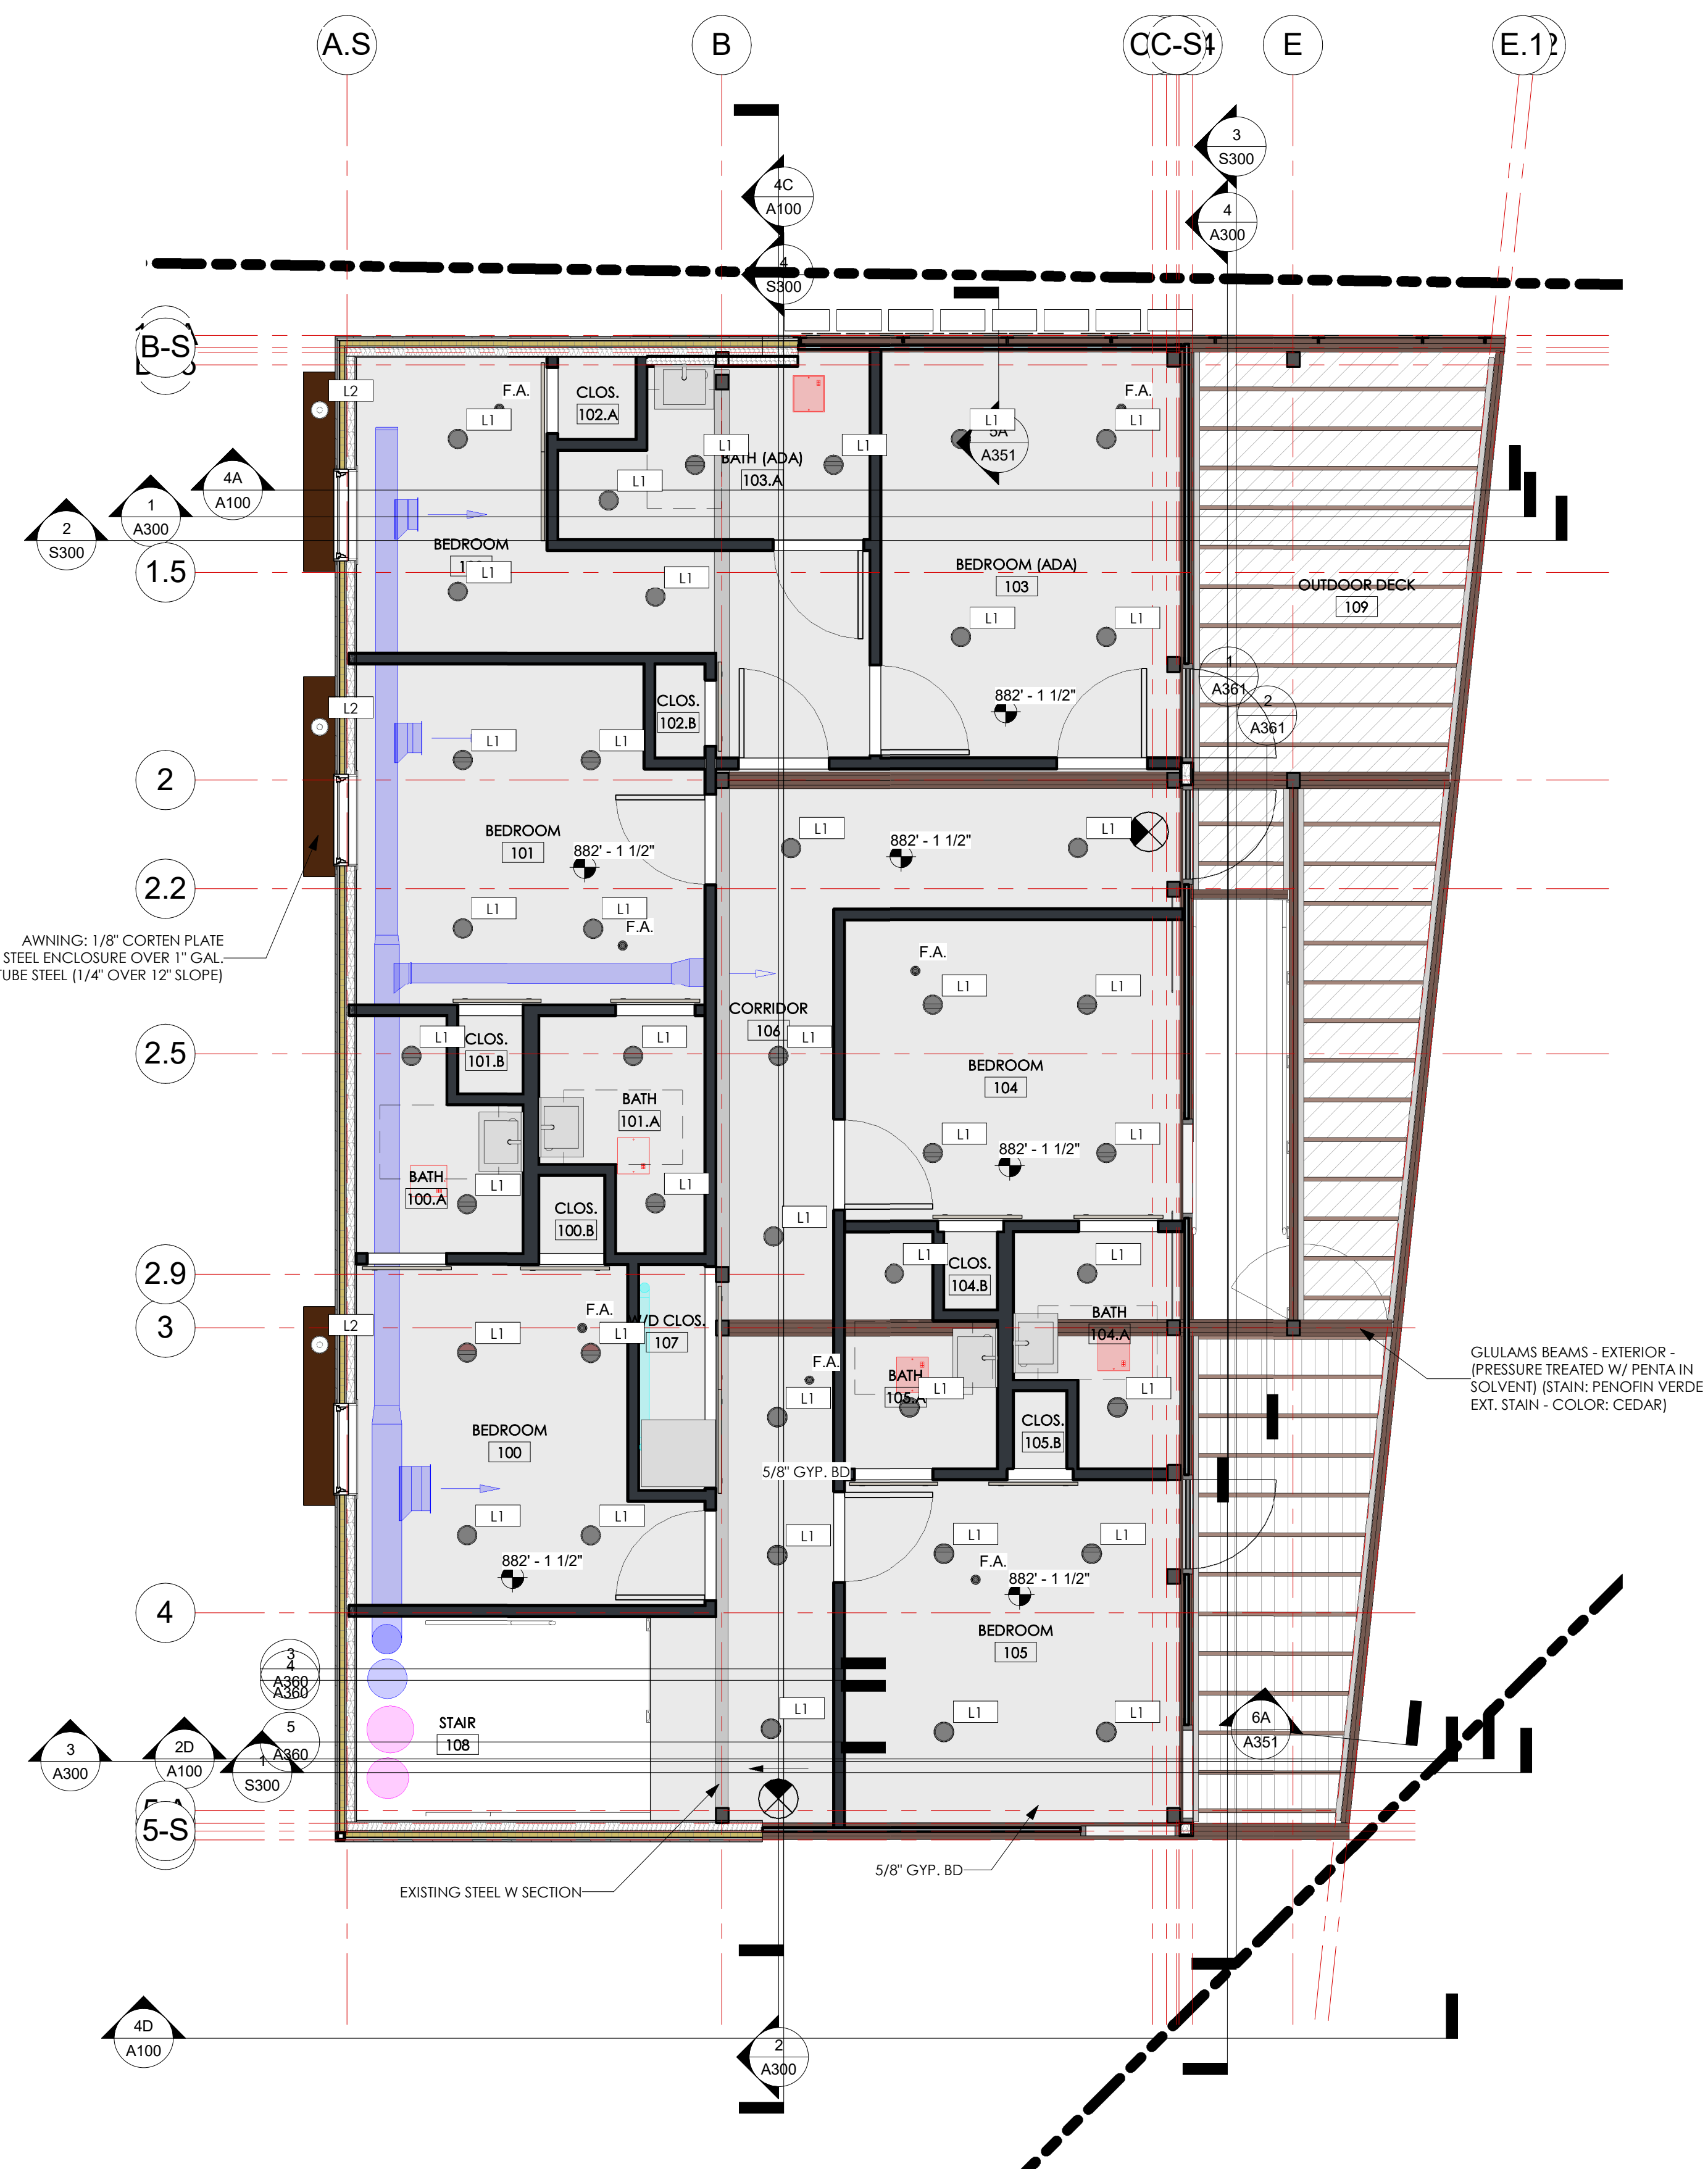 A.S
B
C-S
E
E.1
3
S300
4C
A100
4
A300
4
S300
B-S
L2
F.A.
L1
CLOS.
102.A
L1
L1
BATH (ADA)
103.A
L1
F.A.
L1
L1
5A
A351
4A
A100
1
A300
2
S300
L1
BEDROOM
L1
L1
1.5
BEDROOM (ADA)
103
OUTDOOR DECK
109
L1
L1
1
A361
2
A361
L2
CLOS.
102.B
882' - 1 1/2"
L1
L1
2
BEDROOM
101
882' - 1 1/2"
L1
882' - 1 1/2"
L1
2.2
L1
L1
F.A.
AWNING: 1/8" CORTEN PLATE
STEEL ENCLOSURE OVER 1" GAL.
TUBE STEEL (1/4" OVER 12" SLOPE)
F.A.
L1
L1
CORRIDOR
106
L1
L1
CLOS.
101.B
L1
2.5
BEDROOM
104
BATH
101.A
L1
L1
882' - 1 1/2"
BATH
100.A
L1
L1
CLOS.
100.B
L1
2.9
L1
CLOS.
104.B
L1
3
L2
F.A.
L1
L1
W/D CLOS.
107
BATH
104.A
GLULAMS BEAMS - EXTERIOR -
(PRESSURE TREATED W/ PENTA IN
SOLVENT) (STAIN: PENOFIN VERDE
EXT. STAIN - COLOR: CEDAR)
F.A.
L1
BATH
105.A
L1
L1
CLOS.
105.B
BEDROOM
100
5/8" GYP. BD
L1
L1
L1
L1
L1
F.A.
882' - 1 1/2"
882' - 1 1/2"
4
BEDROOM
105
3
4
A360
A360
5
A360
STAIR
108
L1
L1
L1
6A
A351
3
A300
2D
A100
1
S300
5-S
5/8" GYP. BD
EXISTING STEEL W SECTION
4D
A100
2
A300